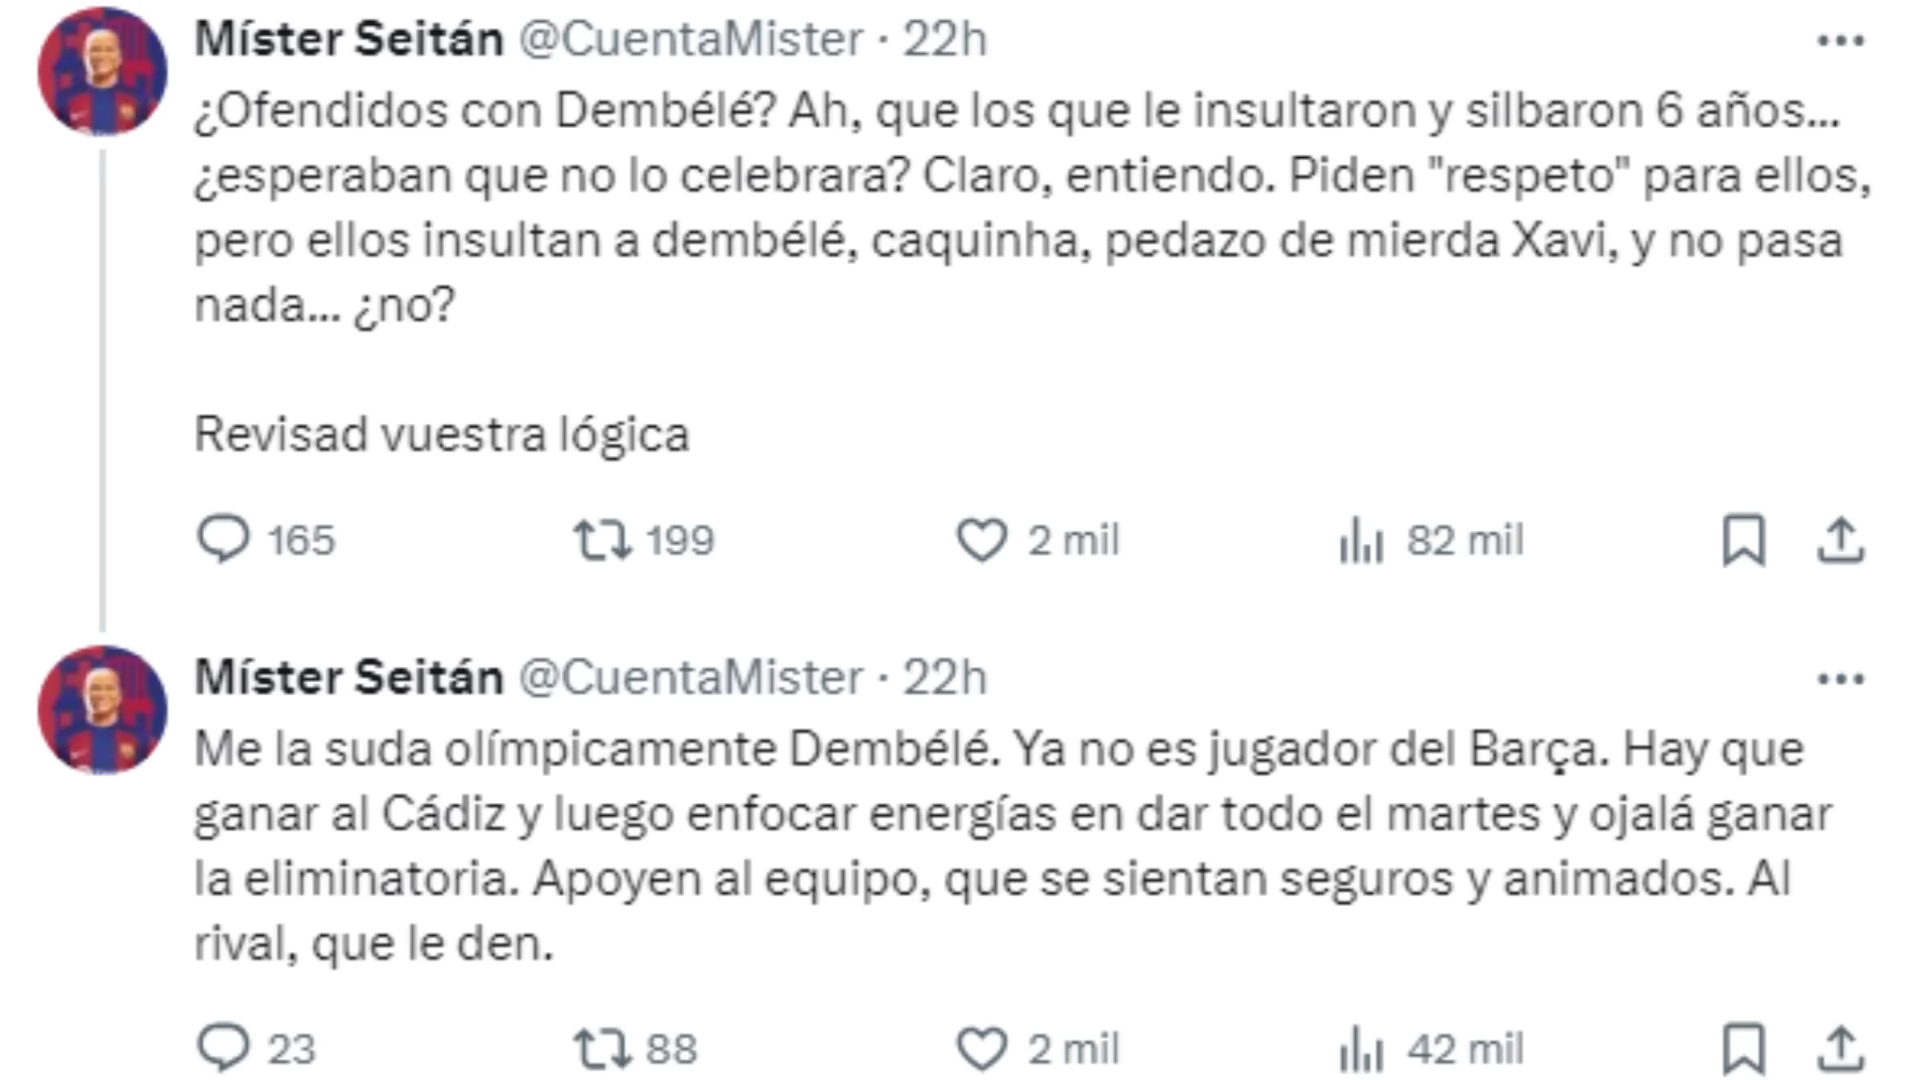 Míster Seitán @CuentaMister · 22h
¿Ofendidos con Dembélé? Ah, que los que le insultaron y silbaron 6 años...
¿esperaban que no lo celebrara? Claro, entiendo. Piden "respeto" para ellos,
pero ellos insultan a dembélé, caquinha, pedazo de mierda Xavi, y no pasa
nada... ¿no?
Revisad vuestra lógica
165 199 2 mil 82 mil
Míster Seitán @CuentaMister · 22h
Me la suda olímpicamente Dembélé. Ya no es jugador del Barça. Hay que
ganar al Cádiz y luego enfocar energías en dar todo el martes y ojalá ganar
la eliminatoria. Apoyen al equipo, que se sientan seguros y animados. Al
rival, que le den.
23 88 2 mil 42 mil